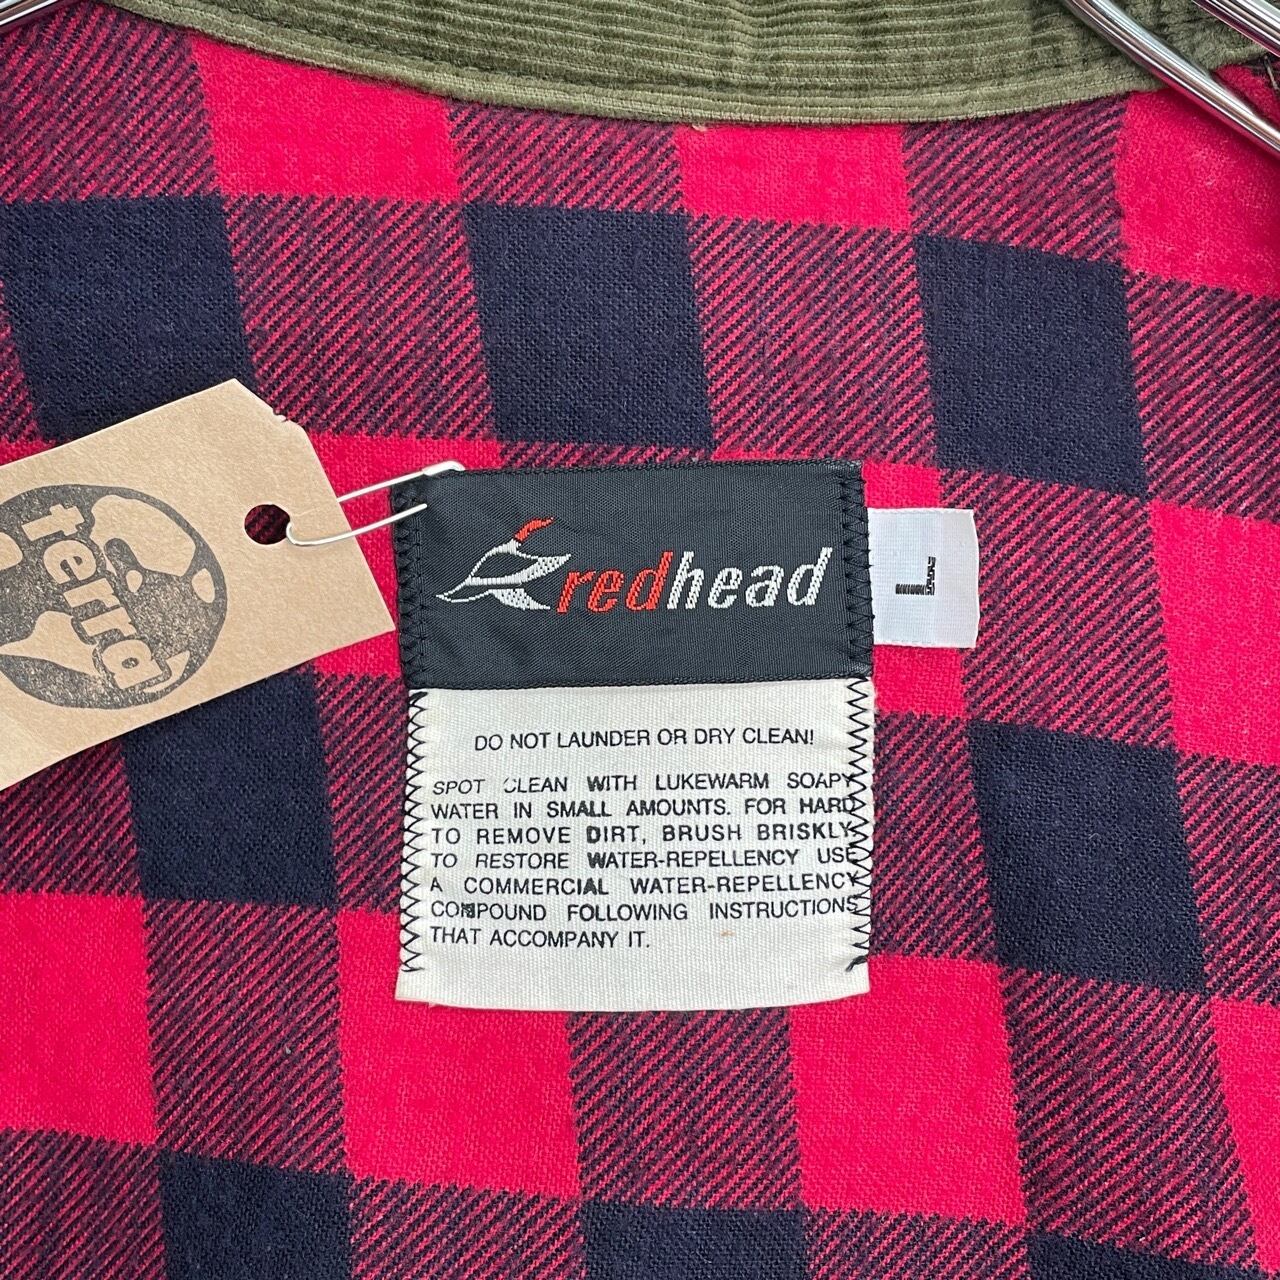 terra
redhead
L
DO NOT LAUNDER OR DRY CLEAN!
SPOT CLEAN WITH LUKEWARM SOAPY
WATER IN SMALL AMOUNTS. FOR HARD
TO REMOVE DIRT, BRUSH BRISKLY.
TO RESTORE WATER-REPELLENCY USE
A COMMERCIAL WATER-REPELLENCY
COMPOUND FOLLOWING INSTRUCTIONS
THAT ACCOMPANY IT.